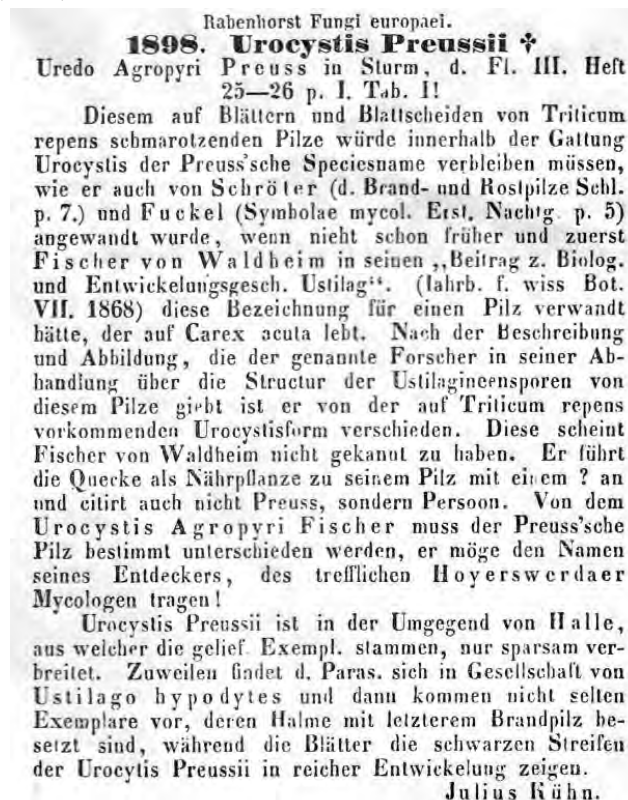 Rabenhorst Fungi europaei.
1898. Urocystis Preussii †
Uredo Agropyri Preuss in Sturm, d. Fl. III. Heft
25—26 p. I. Tab. I!
Diesem auf Blättern und Blattscheiden von Triticum
repens schmarotzenden Pilze würde innerhalb der Gattung
Urocystis der Preuss'sche Speciesname verbleiben müssen,
wie er auch von Schröter (d. Brand- und Rostpilze Schl.
p. 7.) und Fuckel (Symbolae mycol. Erst. Nachtg. p. 5)
angewandt wurde, wenn nicht schon früher und zuerst
Fischer von Waldheim in seinen „Beitrag z. Biolog.
und Entwickelungsgesch. Ustilag“. (Iahrb. f. wiss Bot.
VII. 1868) diese Bezeichnung für einen Pilz verwandt
hätte, der auf Carex acuta lebt. Nach der Beschreibung
und Abbildung, die der genannte Forscher in seiner Ab-
handlung über die Structur der Ustilagineensporen von
diesem Pilze giebt ist er von der auf Triticum repens
vorkommenden Urocystisform verschieden. Diese scheint
Fischer von Waldheim nicht gekannt zu haben. Er führt
die Quecke als Nährpflanze zu seinem Pilz mit einem ? an
und citirt auch nicht Preuss, sondern Persoon. Von dem
Urocystis Agropyri Fischer muss der Preuss'sche
Pilz bestimmt unterschieden werden, er möge den Namen
seines Entdeckers, des trefflichen Hoyerswerdaer
Mycologen tragen!
Urocystis Preussii ist in der Umgegend von Halle,
aus welcher die gelief. Exempl. stammen, nur sparsam ver-
breitet. Zuweilen findet d. Paras. sich in Gesellschaft von
Ustilago hypodytes und dann kommen nicht selten
Exemplare vor, deren Halme mit letzterem Brandpilz be-
setzt sind, während die Blätter die schwarzen Streifen
der Urocytis Preussii in reicher Entwickelung zeigen.
Julius Kühn.